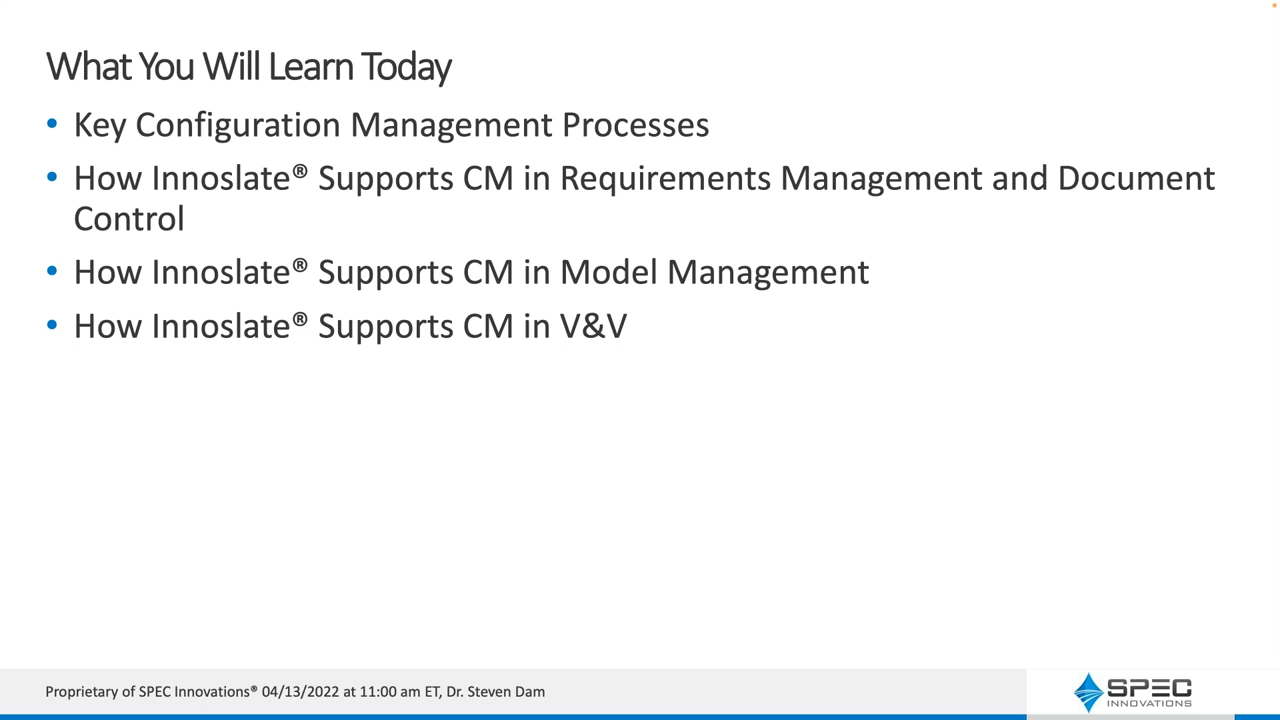 What You Will Learn Today
• Key Configuration Management Processes
• How Innoslate® Supports CM in Requirements Management and Document
Control
• How Innoslate® Supports CM in Model Management
• How Innoslate® Supports CM in V&V
Proprietary of SPEC Innovations® 04/13/2022 at 11:00 am ET, Dr. Steven Dam
SPEC
INNOVATIONS